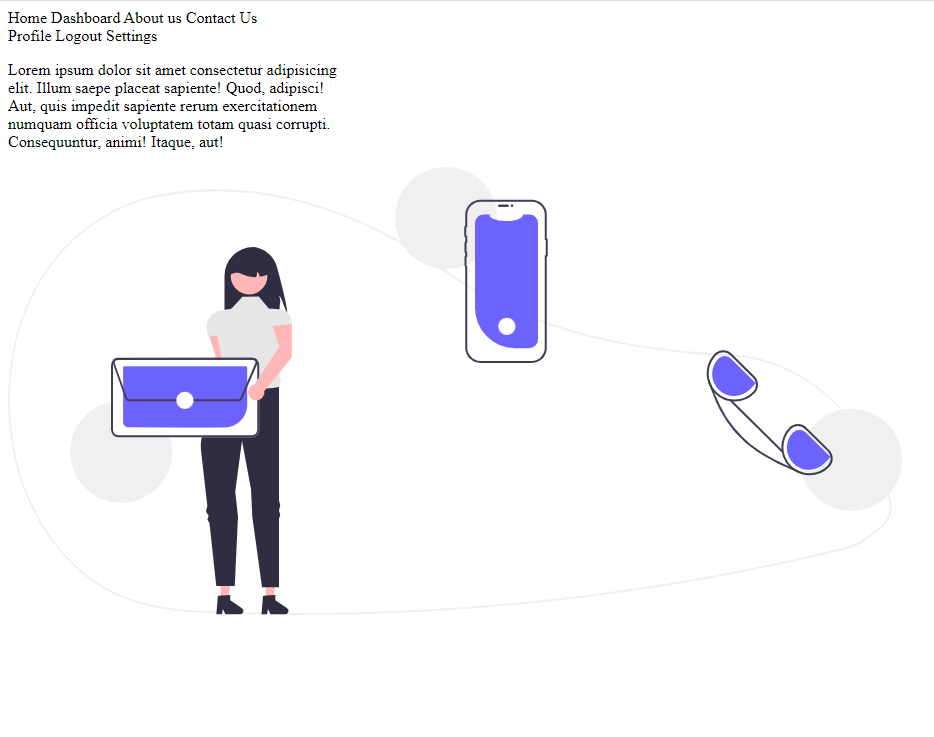 Home Dashboard About us Contact Us
Profile Logout Settings
Lorem ipsum dolor sit amet consectetur adipisicing
elit. Illum saepe placeat sapiente! Quod, adipisci!
Aut, quis impedit sapiente rerum exercitationem
numquam officia voluptatem totam quasi corrupti.
Consequuntur, animi! Itaque, aut!